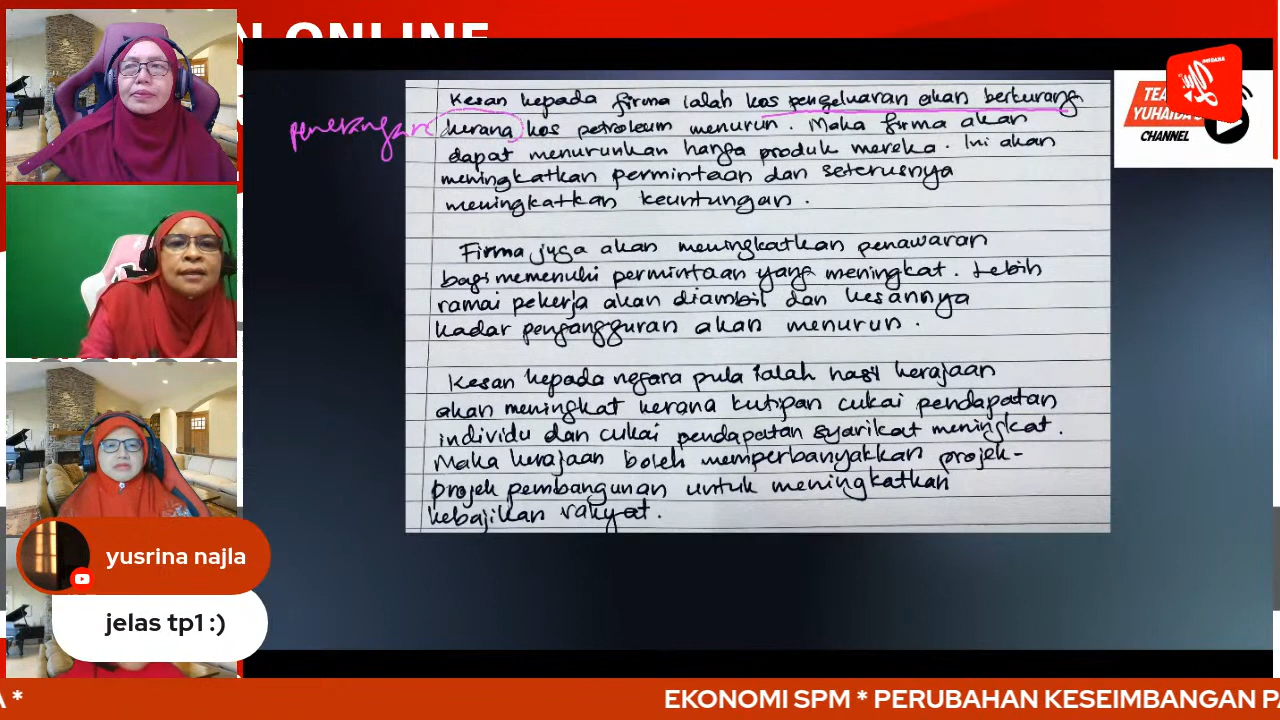 N ONLINE
TEA
YUHAIDA
CHANNEL
penerangan
Kesan kepada firma ialah kos pengeluaran akan berkurang
kerana kos petroleum menurun. Maka firma akan
dapat menurunkan harga produk mereka. Ini akan
meningkatkan permintaan dan seterusnya
meningkatkan keuntungan.
Firma juga akan meningkatkan penawaran
bagi memenuhi permintaan yang meningkat. Lebih
ramai pekerja akan diambil dan kesannya
kadar pengangguran akan menurun.
Kesan kepada negara pula ialah hasil kerajaan
akan meningkat kerana kutipan cukai pendapatan
individu dan cukai pendapatan syarikat meningkat.
Maka kerajaan boleh memperbanyakkan projek-
projek pembangunan untuk meningkatkan
kebajikan rakyat.
yusrina najla
jelas tp1 :)
A * EKONOMI SPM * PERUBAHAN KESEIMBANGAN PA